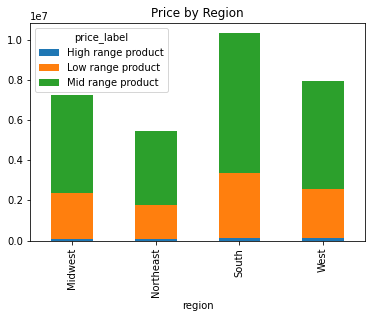 Price by Region
1e7
price_label
High range product
Low range product
Mid range product
1.0
0.8
0.6
0.4
0.2
0.0
Midwest
Northeast
South
West
region